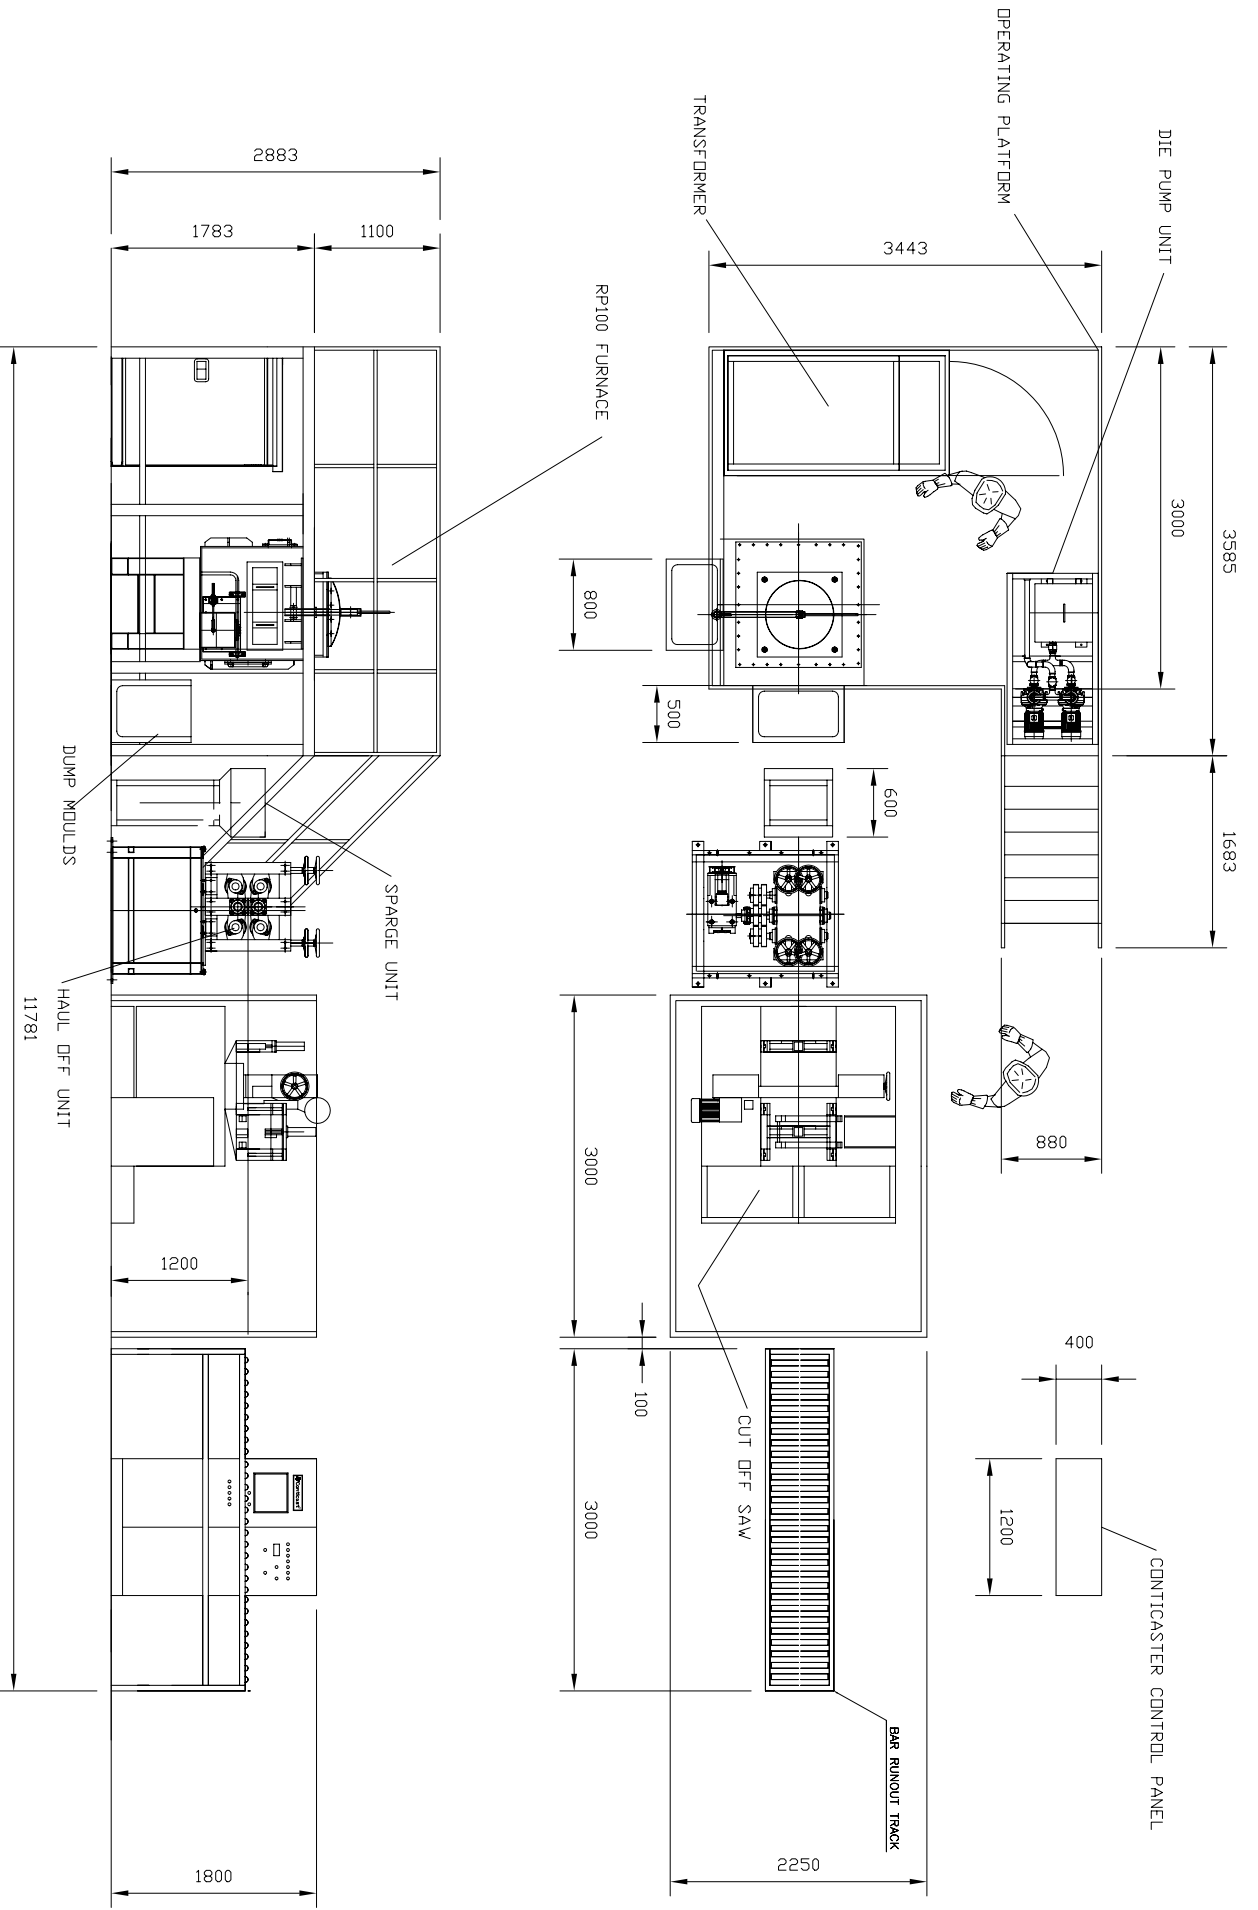 OPERATING PLATFORM
DIE PUMP UNIT
TRANSFORMER
3443
3585
3000
1683
800
500
600
880
3000
100
CUT OFF SAW
3000
400
1200
CONTICASTER CONTROL PANEL
BAR RUNOUT TRACK
2250
2883
1783
1100
RP100 FURNACE
DUMP MOULDS
SPARGE UNIT
HAUL OFF UNIT
11781
1200
Conticast
1800